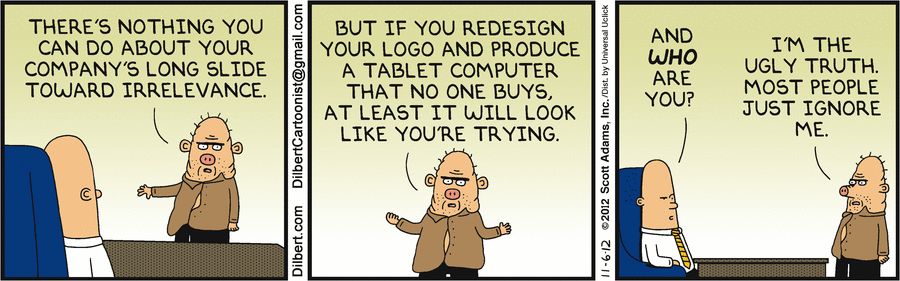 THERE'S NOTHING YOU
CAN DO ABOUT YOUR
COMPANY'S LONG SLIDE
TOWARD IRRELEVANCE.
Dilbert.com DilbertCartoonist@gmail.com
BUT IF YOU REDESIGN
YOUR LOGO AND PRODUCE
A TABLET COMPUTER
THAT NO ONE BUYS,
AT LEAST IT WILL LOOK
LIKE YOU'RE TRYING.
11-6-12 ©2012 Scott Adams, Inc./Dist. by Universal Uclick
AND
WHO
ARE
YOU?
I'M THE
UGLY TRUTH.
MOST PEOPLE
JUST IGNORE
ME.